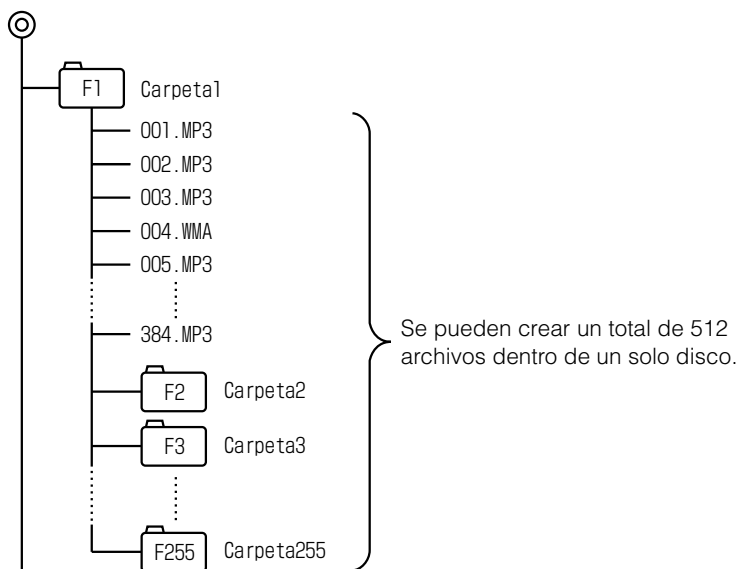 F1 Carpeta1
001.MP3
002.MP3
003.MP3
004.WMA
005.MP3
384.MP3
Se pueden crear un total de 512
archivos dentro de un solo disco.
F2 Carpeta2
F3 Carpeta3
F255 Carpeta255